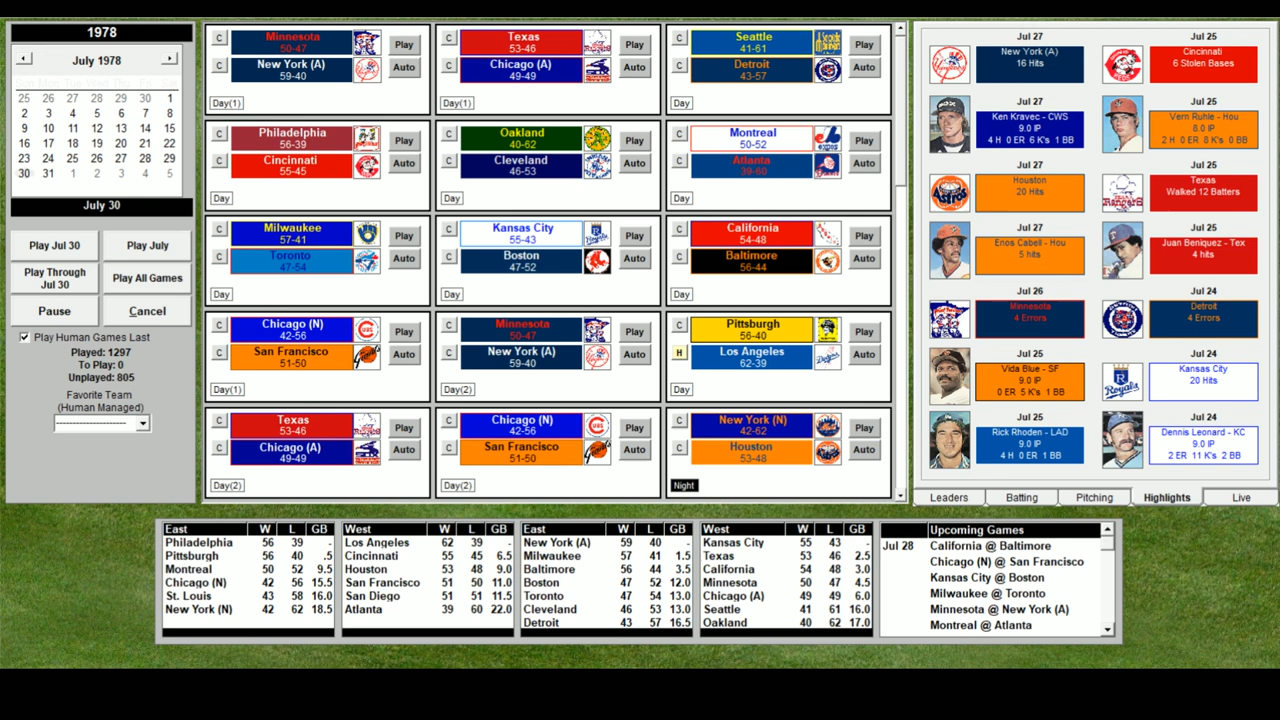 1978
July 1978
Sun Mon Tue Wed Thu Fri Sat
25 26 27 28 29 30 1
2 3 4 5 6 7 8
9 10 11 12 13 14 15
16 17 18 19 20 21 22
23 24 25 26 27 28 29
30 31 1 2 3 4 5
July 30
Play Jul 30 Play July
Play Through Jul 30 Play All Games
Pause Cancel
Play Human Games Last
Played: 1297
To Play: 0
Unplayed: 805
Favorite Team
(Human Managed)
C Minnesota 50-47 Play
C New York (A) 59-40 Auto
Day(1)
C Texas 53-46 Play
C Chicago (A) 49-49 Auto
Day(1)
C Seattle 41-61 Play
C Detroit 43-57 Auto
Day
C Philadelphia 56-39 Play
C Cincinnati 55-45 Auto
Day
C Oakland 40-62 Play
C Cleveland 46-53 Auto
Day
C Montreal 50-52 Play
C Atlanta 39-60 Auto
Day
C Milwaukee 57-41 Play
C Toronto 47-54 Auto
Day
C Kansas City 55-43 Play
C Boston 47-52 Auto
Day
C California 54-48 Play
C Baltimore 56-44 Auto
Day
C Chicago (N) 42-56 Play
C San Francisco 51-50 Auto
Day(1)
C Minnesota 50-47 Play
C New York (A) 59-40 Auto
Day(2)
C Pittsburgh 56-40 Play
H Los Angeles 62-39 Auto
Day
C Texas 53-46 Play
C Chicago (A) 49-49 Auto
Day(2)
C Chicago (N) 42-56 Play
C San Francisco 51-50 Auto
Day(2)
C New York (N) 42-62 Play
C Houston 53-48 Auto
Night
Jul 27
New York (A)
16 Hits
Jul 25
Cincinnati
6 Stolen Bases
Jul 27
Ken Kravec - CWS
9.0 IP
4 H 0 ER 6 K's 1 BB
Jul 25
Vern Ruhle - Hou
8.0 IP
2 H 0 ER 8 K's 0 BB
Jul 27
Houston
20 Hits
Jul 25
Texas
Walked 12 Batters
Jul 27
Enos Cabell - Hou
5 hits
Jul 25
Juan Beniquez - Tex
4 hits
Jul 26
Minnesota
4 Errors
Jul 24
Detroit
4 Errors
Jul 25
Vida Blue - SF
9.0 IP
0 ER 5 K's 1 BB
Jul 24
Kansas City
20 Hits
Jul 25
Rick Rhoden - LAD
9.0 IP
4 H 0 ER 1 BB
Jul 24
Dennis Leonard - KC
9.0 IP
2 ER 11 K's 2 BB
Leaders Batting Pitching Highlights Live
East W L GB
Philadelphia 56 39 -
Pittsburgh 56 40 .5
Montreal 50 52 9.5
Chicago (N) 42 56 15.5
St. Louis 43 58 16.0
New York (N) 42 62 18.5
West W L GB
Los Angeles 62 39 -
Cincinnati 55 45 6.5
Houston 53 48 9.0
San Francisco 51 50 11.0
San Diego 51 51 11.5
Atlanta 39 60 22.0
East W L GB
New York (A) 59 40 -
Milwaukee 57 41 1.5
Baltimore 56 44 3.5
Boston 47 52 12.0
Toronto 47 54 13.0
Cleveland 46 53 13.0
Detroit 43 57 16.5
West W L GB
Kansas City 55 43 -
Texas 53 46 2.5
California 54 48 3.0
Minnesota 50 47 4.5
Chicago (A) 49 49 6.0
Seattle 41 61 16.0
Oakland 40 62 17.0
Upcoming Games
Jul 28 California @ Baltimore
Chicago (N) @ San Francisco
Kansas City @ Boston
Milwaukee @ Toronto
Minnesota @ New York (A)
Montreal @ Atlanta